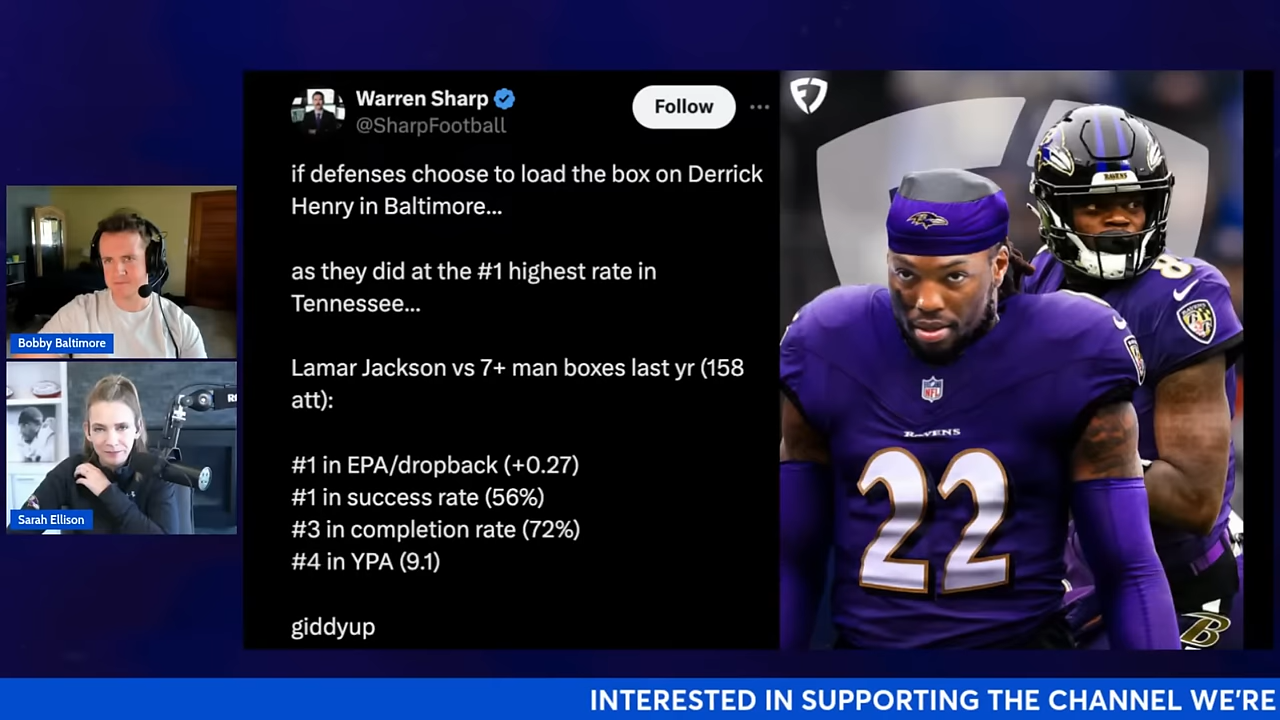 Warren Sharp
@SharpFootball
Follow
if defenses choose to load the box on Derrick
Henry in Baltimore...
as they did at the #1 highest rate in
Tennessee...
Lamar Jackson vs 7+ man boxes last yr (158
att):
#1 in EPA/dropback (+0.27)
#1 in success rate (56%)
#3 in completion rate (72%)
#4 in YPA (9.1)
giddyup
Bobby Baltimore
Sarah Ellison
RAVENS
NFL
RAVENS
22
8
B
INTERESTED IN SUPPORTING THE CHANNEL WE'RE